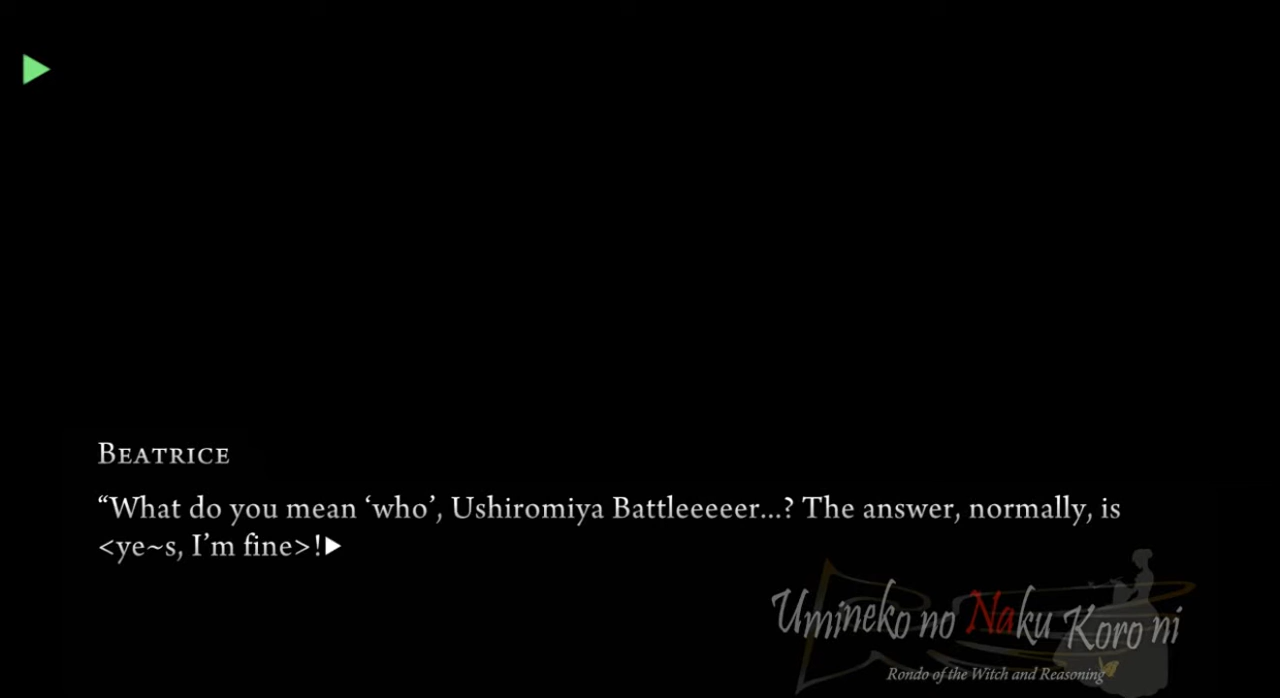 BEATRICE
“What do you mean ‘who’, Ushiromiya Battleeeeer...? The answer, normally, is
<ye~s, I’m fine>!
Umineko no Naku Koro ni
Rondo of the Witch and Reasoning